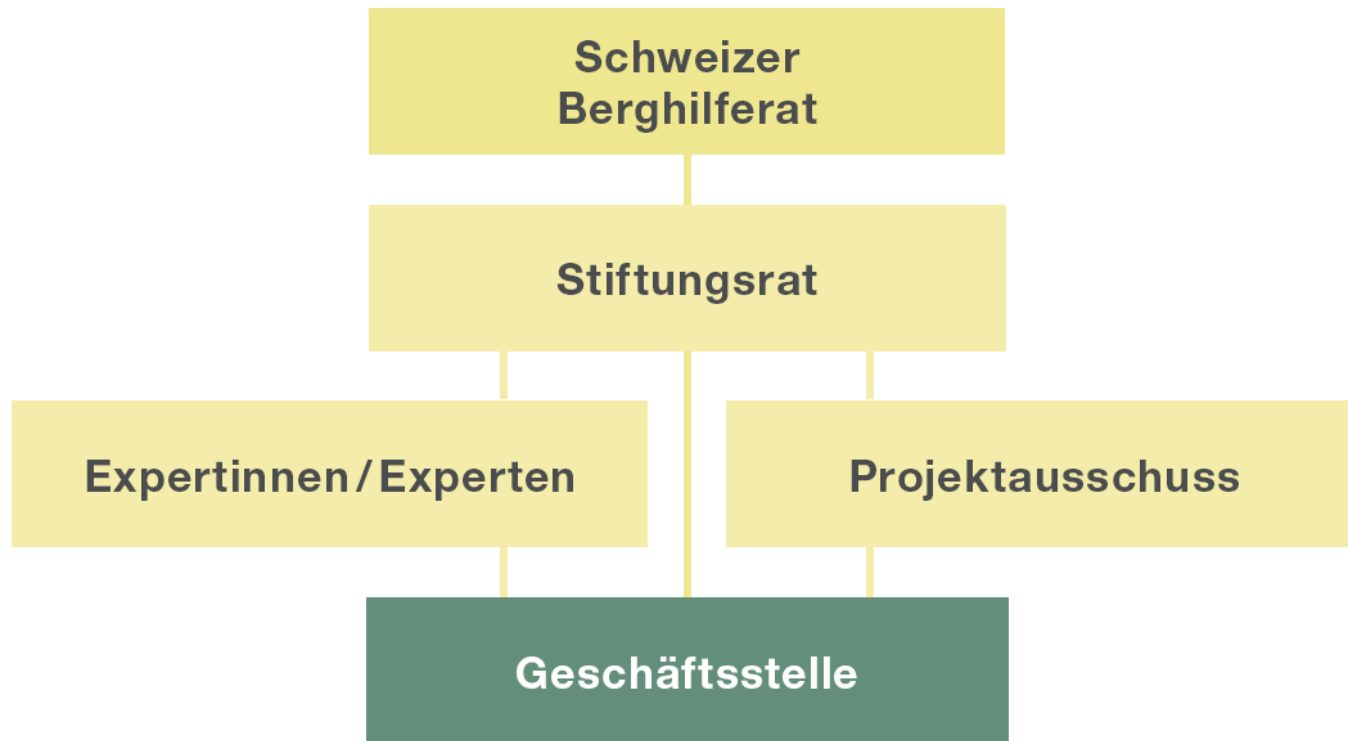 Schweizer
Berghilferat
Stiftungsrat
Expertinnen/Experten
Projektausschuss
Geschäftsstelle